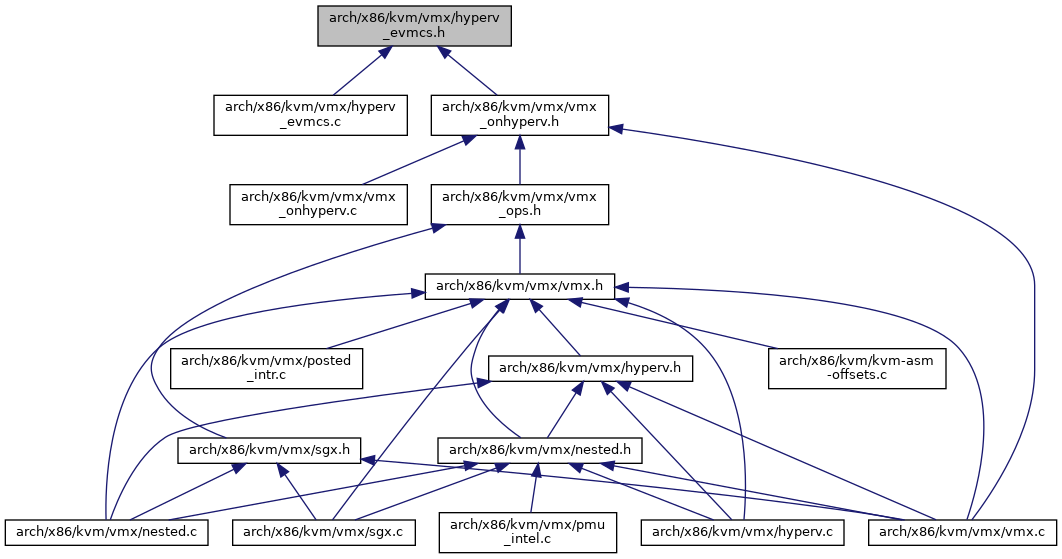 arch/x86/kvm/vmx/hyperv
_evmcs.h
arch/x86/kvm/vmx/hyperv
_evmcs.c
arch/x86/kvm/vmx/vmx
_onhyperv.h
arch/x86/kvm/vmx/vmx
_onhyperv.c
arch/x86/kvm/vmx/vmx
_ops.h
arch/x86/kvm/vmx/vmx.h
arch/x86/kvm/vmx/posted
_intr.c
arch/x86/kvm/vmx/hyperv.h
arch/x86/kvm/kvm-asm
-offsets.c
arch/x86/kvm/vmx/sgx.h
arch/x86/kvm/vmx/nested.h
arch/x86/kvm/vmx/nested.c
arch/x86/kvm/vmx/sgx.c
arch/x86/kvm/vmx/pmu
_intel.c
arch/x86/kvm/vmx/hyperv.c
arch/x86/kvm/vmx/vmx.c